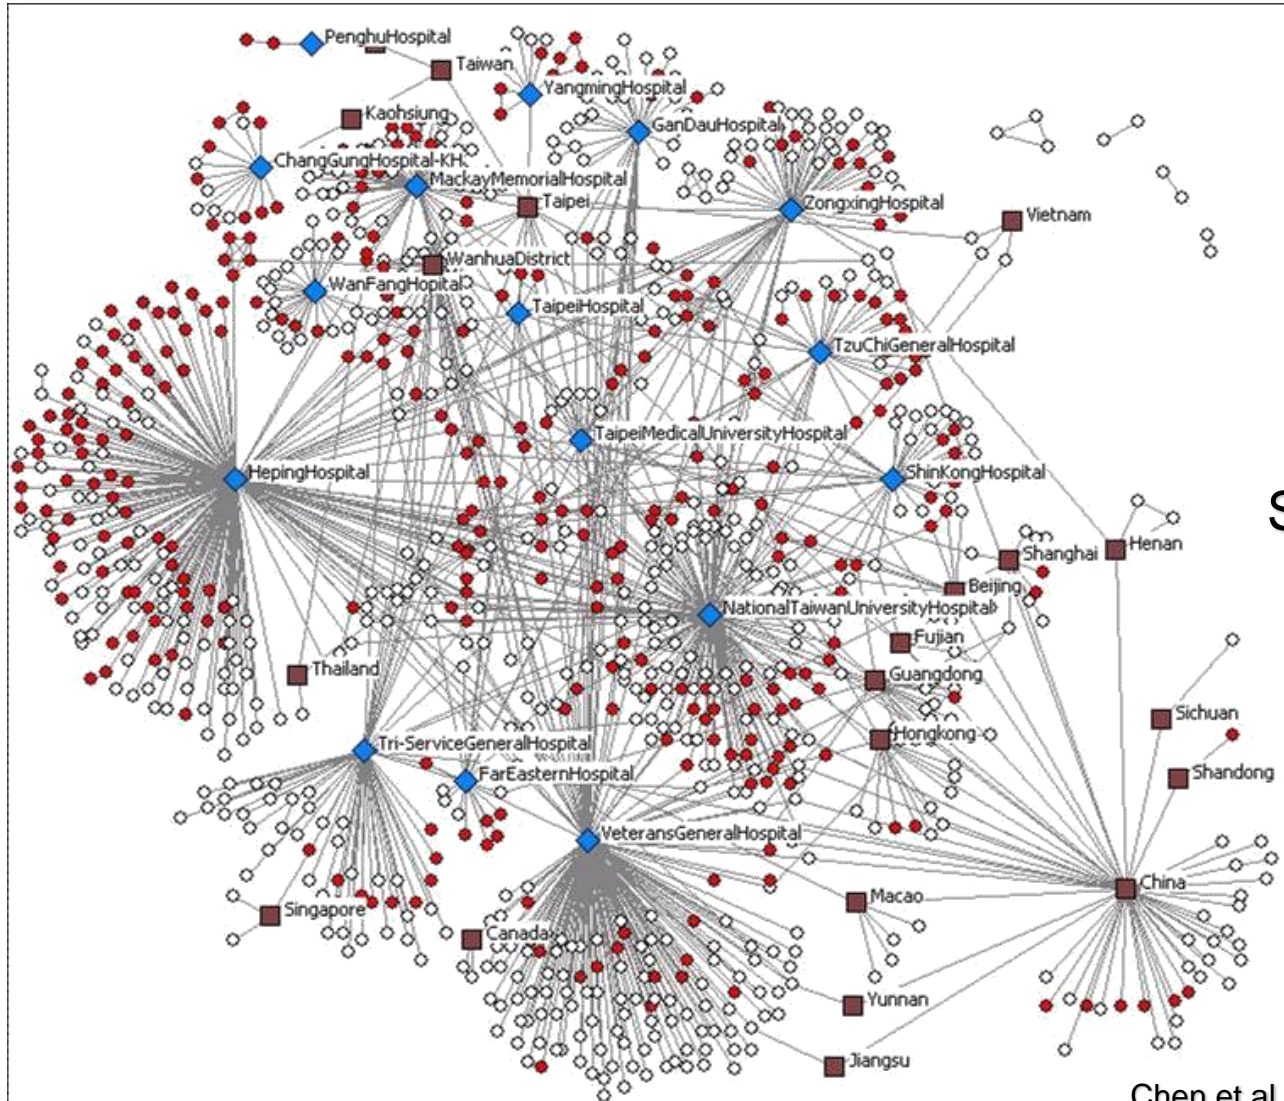 PenghuHospital
Taiwan
YangmingHospital
Kaohsiung
GanDauHospital
ChangGungHospital-KH
MackayMemorialHospital
Taipei
ZongxingHospital
Vietnam
WanhuaDistrict
WanFangHopital
TaipeiHospital
TzuChiGeneralHospital
TaipeiMedicalUniversityHospital
HepingHospital
ShinKongHospital
S
Shanghai
Henan
Beijing
NationalTaiwanUniversityHospital
Fujian
Thailand
Guangdong
Sichuan
Hongkong
Tri-ServiceGeneralHospital
FarEasternHospital
Shandong
VeteransGeneralHospital
China
Macao
Singapore
Canada
Yunnan
Jiangsu
Chen et al